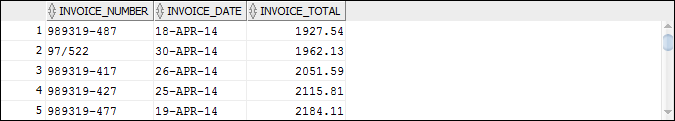 INVOICE_NUMBER INVOICE_DATE INVOICE_TOTAL
1 989319-487 18-APR-14 1927.54
2 97/522 30-APR-14 1962.13
3 989319-417 26-APR-14 2051.59
4 989319-427 25-APR-14 2115.81
5 989319-477 19-APR-14 2184.11